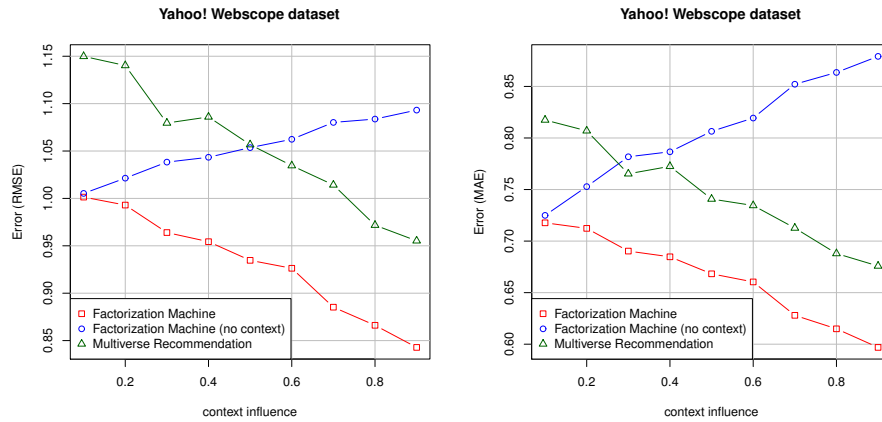 Yahoo! Webscope dataset
Error (RMSE)
1.15
1.10
1.05
1.00
0.95
0.90
0.85
Factorization Machine
Factorization Machine (no context)
Multiverse Recommendation
0.2 0.4 0.6 0.8
context influence
Yahoo! Webscope dataset
Error (MAE)
0.85
0.80
0.75
0.70
0.65
0.60
Factorization Machine
Factorization Machine (no context)
Multiverse Recommendation
0.2 0.4 0.6 0.8
context influence